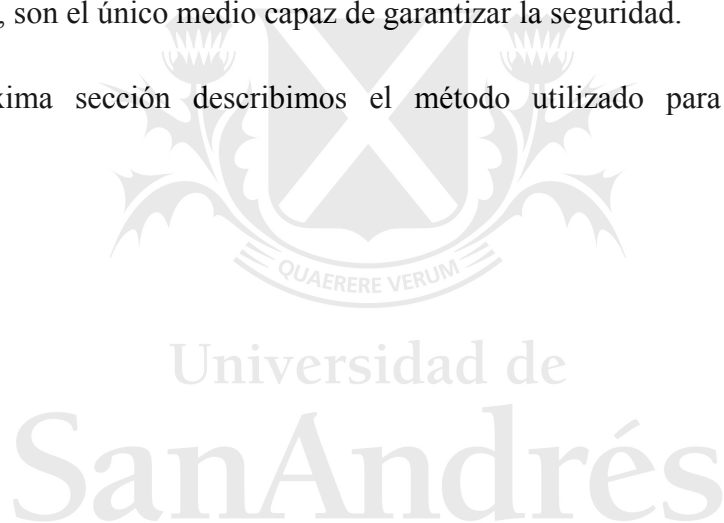 , son el único medio capaz de garantizar la seguridad.
xima sección describimos el método utilizado para
QUAERERE VERUM
Universidad de
SanAndrés